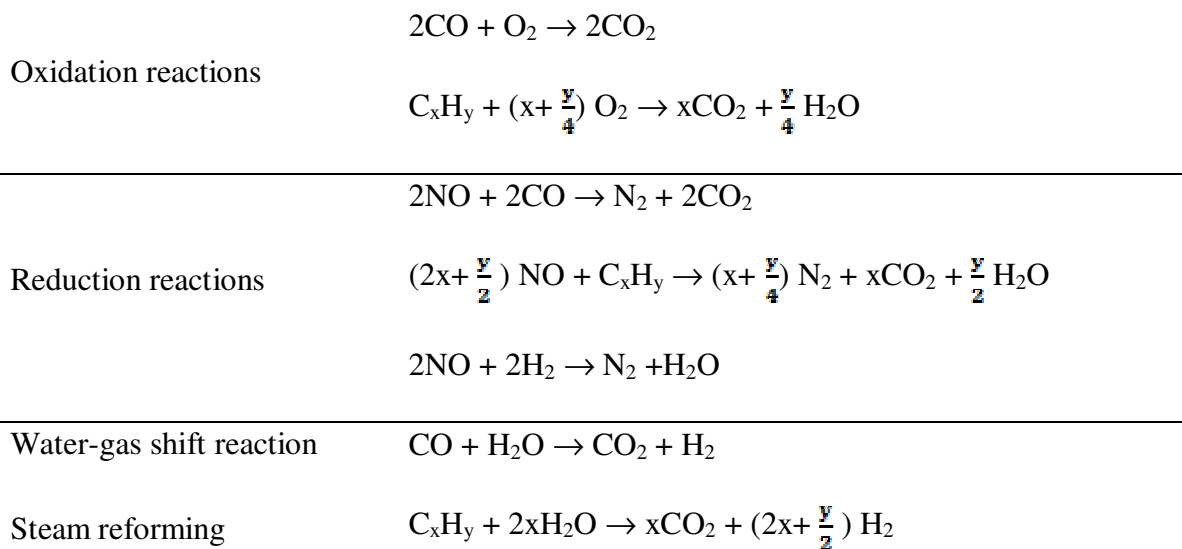 2CO + O₂ → 2CO₂
Oxidation reactions
CₓHᵧ + (x+ y/4) O₂ → xCO₂ + y/4 H₂O
2NO + 2CO → N₂ + 2CO₂
Reduction reactions
(2x+ y/2 ) NO + CₓHᵧ → (x+ y/4) N₂ + xCO₂ + y/2 H₂O
2NO + 2H₂ → N₂ +H₂O
Water-gas shift reaction CO + H₂O → CO₂ + H₂
Steam reforming CₓHᵧ + 2xH₂O → xCO₂ + (2x+ y/2 ) H₂